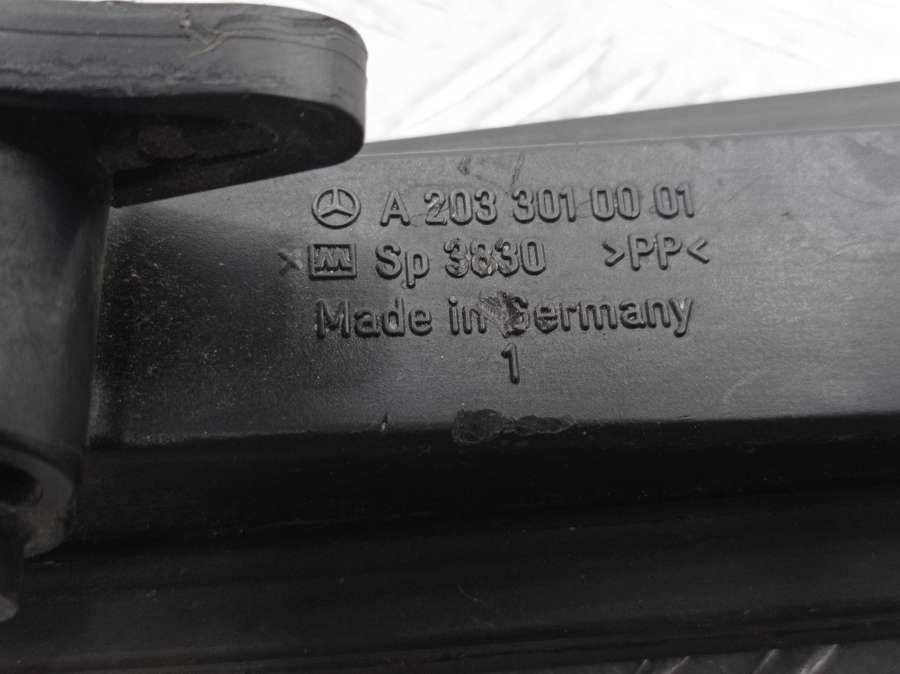 A 203 301 00 01
Sp 3830 >PP<
Made in Germany
1